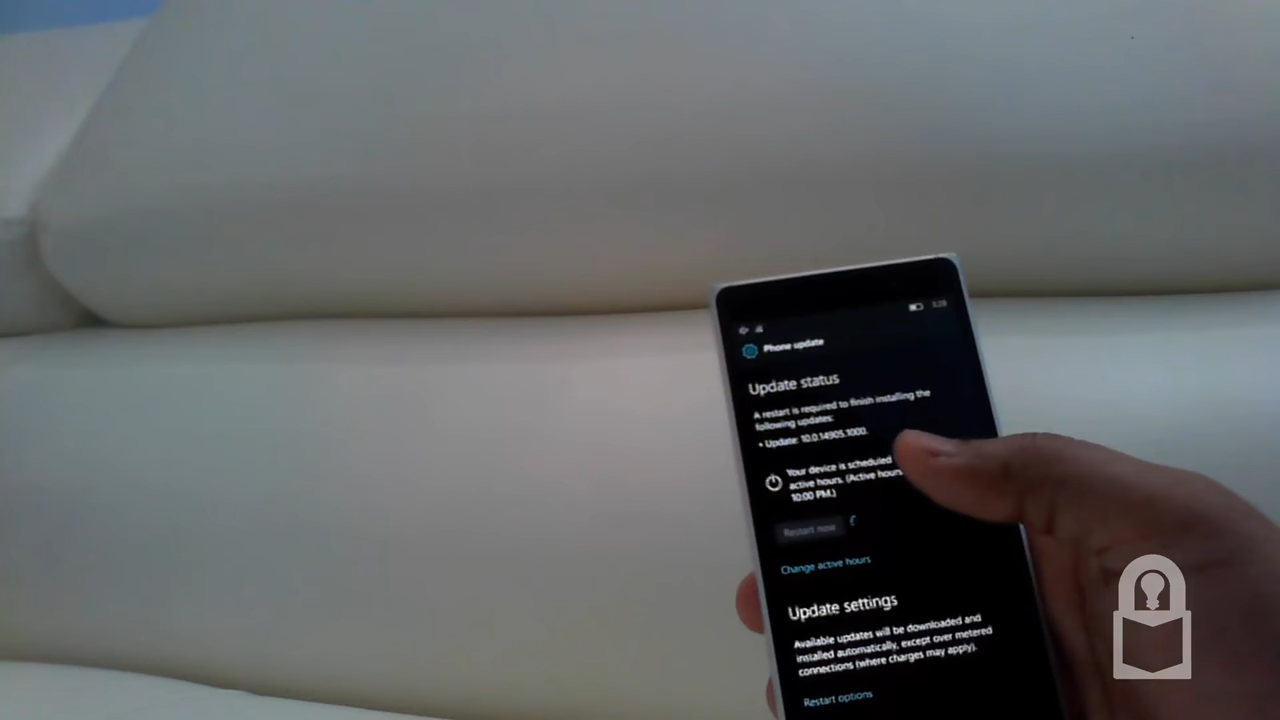 3:28
Phone update
Update status
A restart is required to finish installing the
following updates:
• Update: 10.0.14905.1000.
Your device is scheduled
active hours. (Active hours
10:00 PM.)
Restart now
Change active hours
Update settings
Available updates will be downloaded and
installed automatically, except over metered
connections (where charges may apply).
Restart options